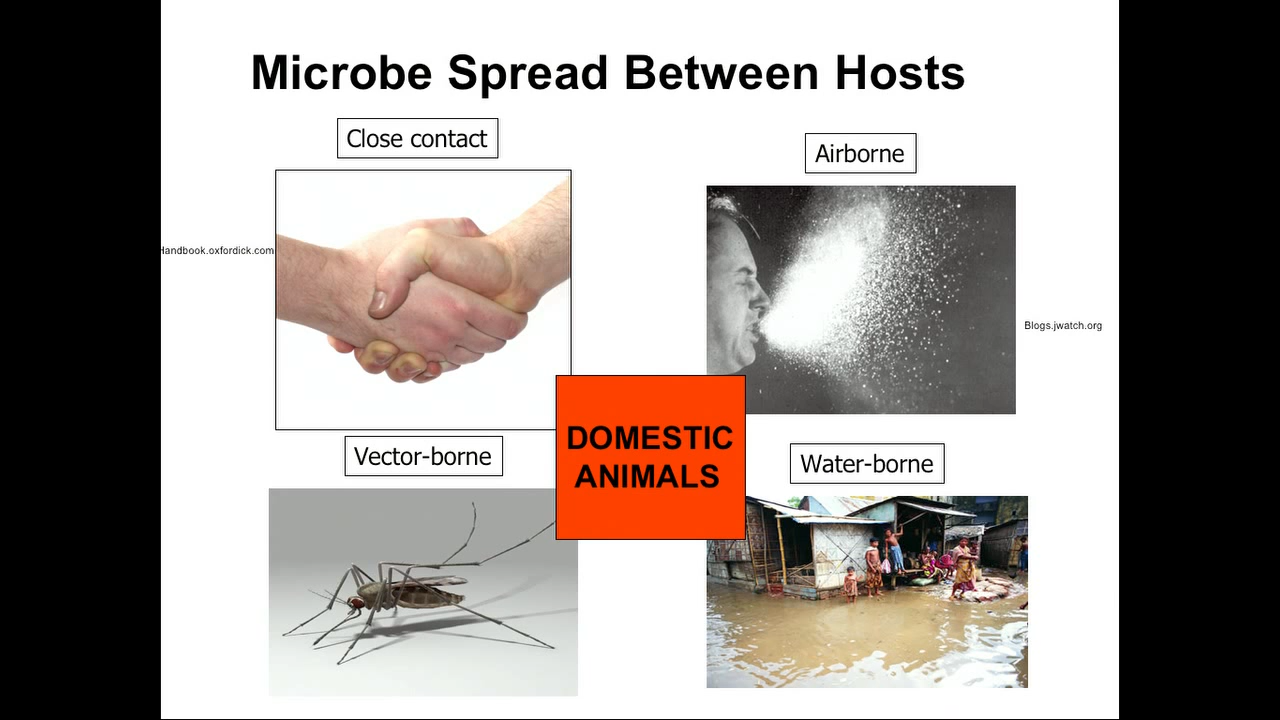 Microbe Spread Between Hosts
Close contact
Airborne
Handbook.oxfordick.com
Blogs.jwatch.org
DOMESTIC
ANIMALS
Vector-borne
Water-borne